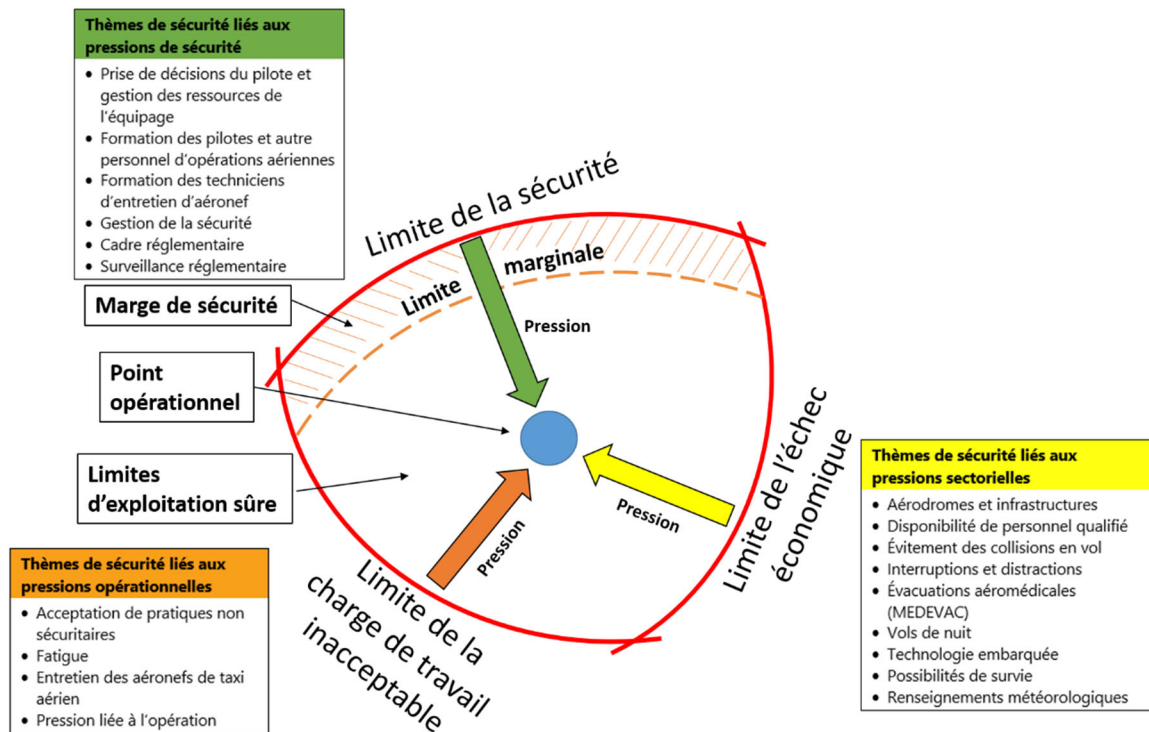 Thèmes de sécurité liés aux
pressions de sécurité
• Prise de décisions du pilote et
gestion des ressources de
l'équipage
• Formation des pilotes et autre
personnel d'opérations aériennes
• Formation des techniciens
d'entretien d'aéronef
• Gestion de la sécurité
• Cadre réglementaire
• Surveillance réglementaire
Limite de la sécurité
Limite marginale
Marge de sécurité
Pression
Point
opérationnel
Limites
d'exploitation sûre
Pression
Pression
Limite de l'échec
économique
Limite de la
charge de travail
inacceptable
Thèmes de sécurité liés aux
pressions opérationnelles
• Acceptation de pratiques non
sécuritaires
• Fatigue
• Entretien des aéronefs de taxi
aérien
• Pression liée à l'opération
Thèmes de sécurité liés aux
pressions sectorielles
• Aérodromes et infrastructures
• Disponibilité de personnel qualifié
• Évitement des collisions en vol
• Interruptions et distractions
• Évacuations aéromédicales
(MEDEVAC)
• Vols de nuit
• Technologie embarquée
• Possibilités de survie
• Renseignements météorologiques